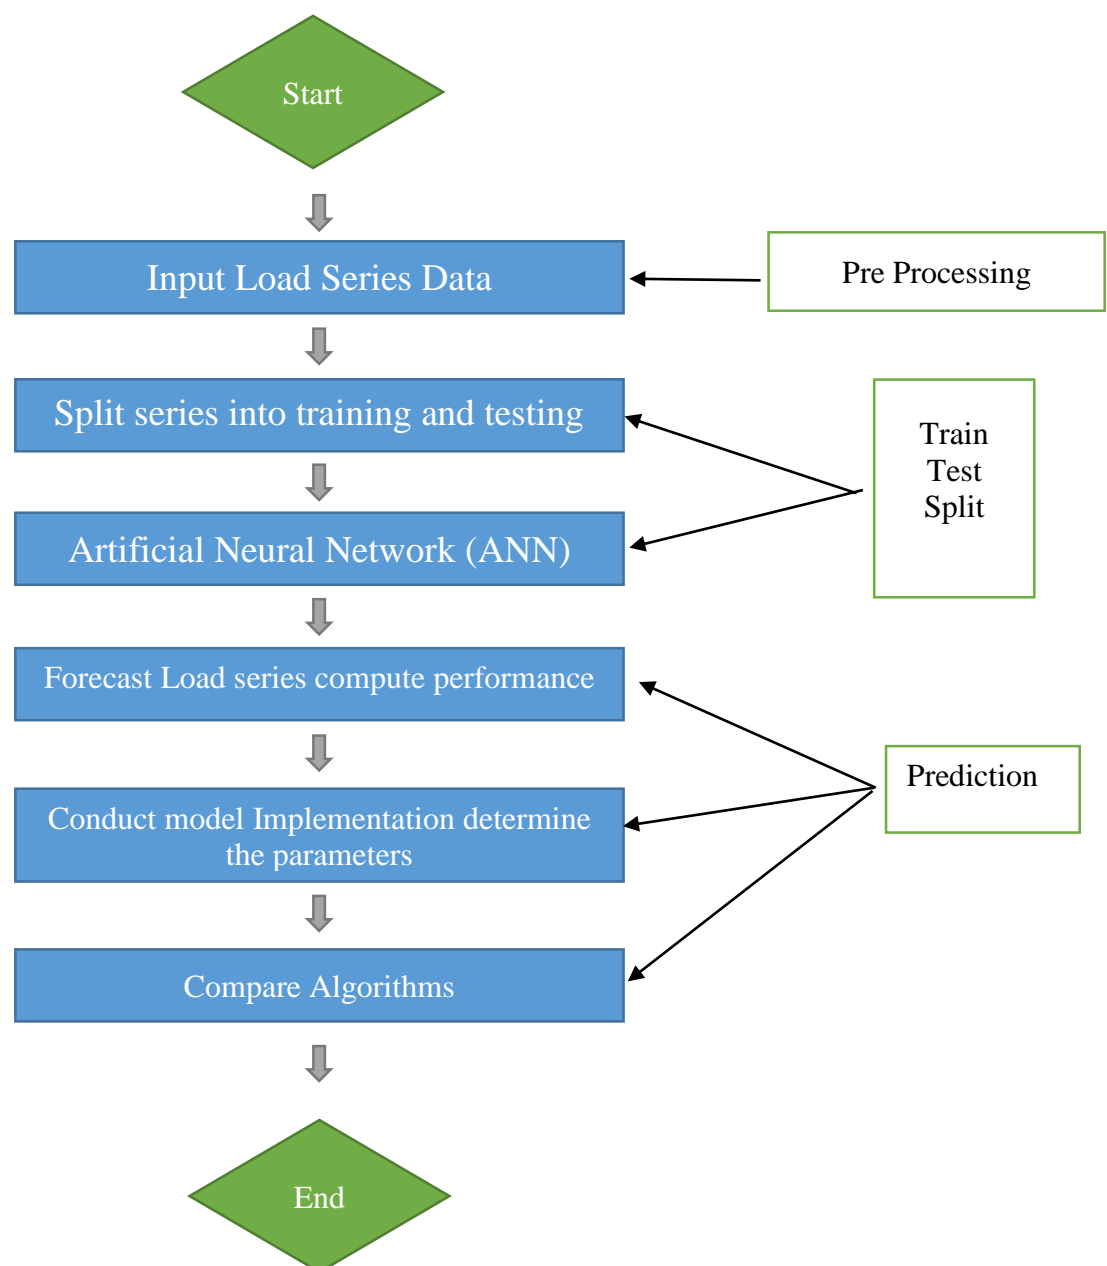 Start
Input Load Series Data
Pre Processing
Split series into training and testing
Train
Test
Split
Artificial Neural Network (ANN)
Forecast Load series compute performance
Prediction
Conduct model Implementation determine
the parameters
Compare Algorithms
End